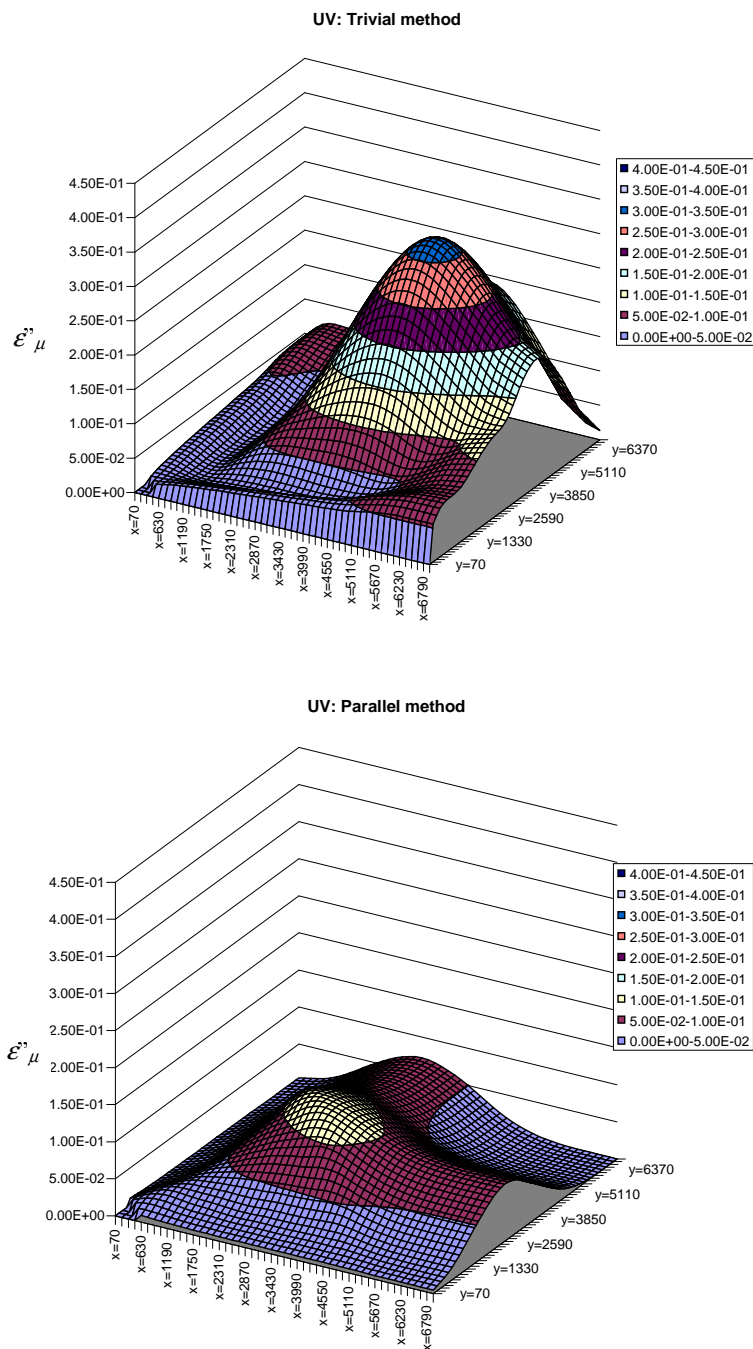 UV: Trivial method
4.50E-01
4.00E-01
3.50E-01
3.00E-01
2.50E-01
2.00E-01
1.50E-01
1.00E-01
5.00E-02
0.00E+00
ε”μ
x=70
x=630
x=1190
x=1750
x=2310
x=2870
x=3430
x=3990
x=4550
x=5110
x=5670
x=6230
x=6790
y=6370
y=5110
y=3850
y=2590
y=1330
y=70
4.00E-01-4.50E-01
3.50E-01-4.00E-01
3.00E-01-3.50E-01
2.50E-01-3.00E-01
2.00E-01-2.50E-01
1.50E-01-2.00E-01
1.00E-01-1.50E-01
5.00E-02-1.00E-01
0.00E+00-5.00E-02
UV: Parallel method
4.50E-01
4.00E-01
3.50E-01
3.00E-01
2.50E-01
2.00E-01
1.50E-01
1.00E-01
5.00E-02
0.00E+00
ε”μ
x=70
x=630
x=1190
x=1750
x=2310
x=2870
x=3430
x=3990
x=4550
x=5110
x=5670
x=6230
x=6790
y=6370
y=5110
y=3850
y=2590
y=1330
y=70
4.00E-01-4.50E-01
3.50E-01-4.00E-01
3.00E-01-3.50E-01
2.50E-01-3.00E-01
2.00E-01-2.50E-01
1.50E-01-2.00E-01
1.00E-01-1.50E-01
5.00E-02-1.00E-01
0.00E+00-5.00E-02